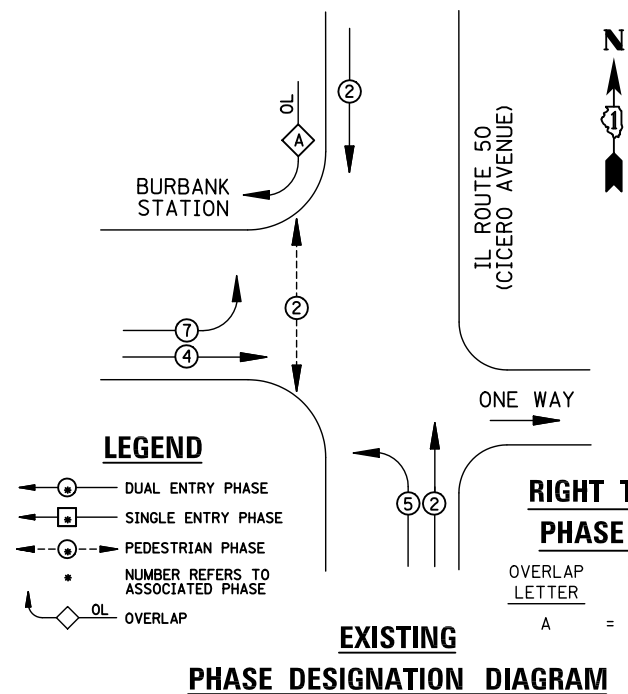 N
1
OL
A
2
BURBANK
STATION
IL ROUTE 50
(CICERO AVENUE)
2
7
4
ONE WAY
5
2
LEGEND
* DUAL ENTRY PHASE
* SINGLE ENTRY PHASE
* PEDESTRIAN PHASE
* NUMBER REFERS TO
ASSOCIATED PHASE
OL OVERLAP
RIGHT T
PHASE
OVERLAP
LETTER
A =
EXISTING
PHASE DESIGNATION DIAGRAM